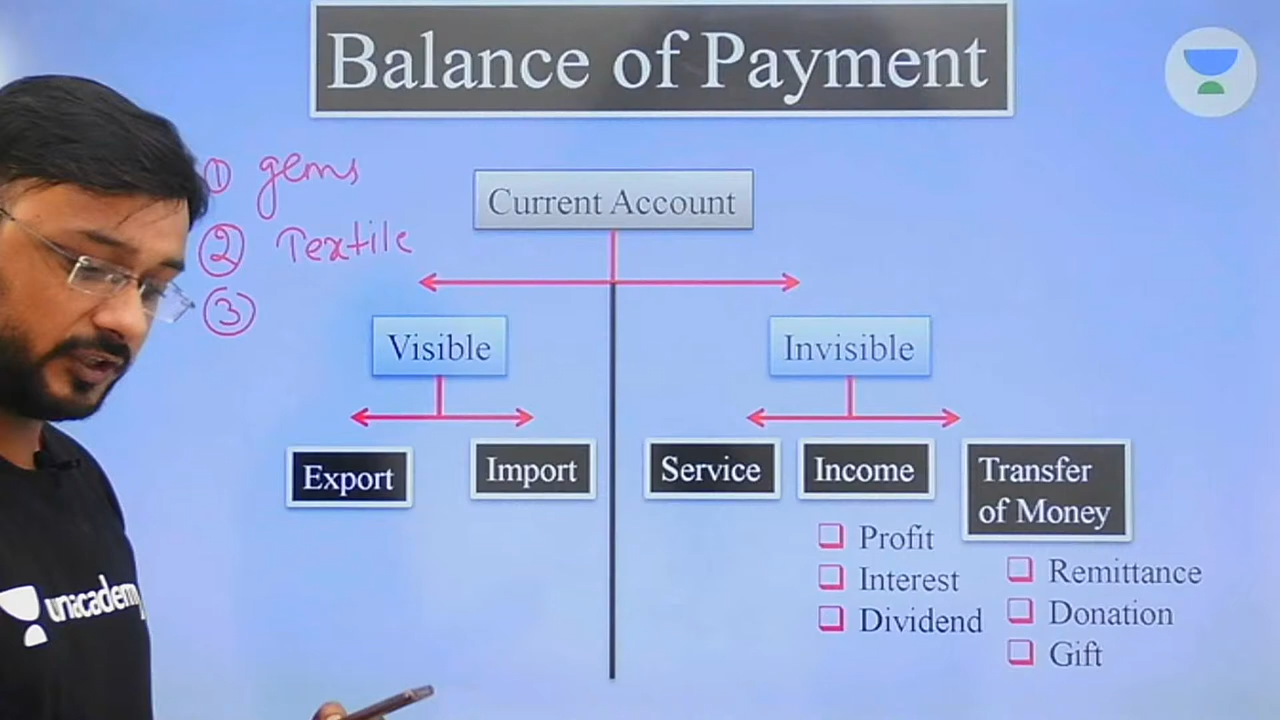 Balance of Payment
① gems
② Textile
③
Current Account
Visible
Invisible
Export
Import
Service
Income
Transfer
of Money
Profit
Interest
Dividend
Remittance
Donation
Gift
unacademy